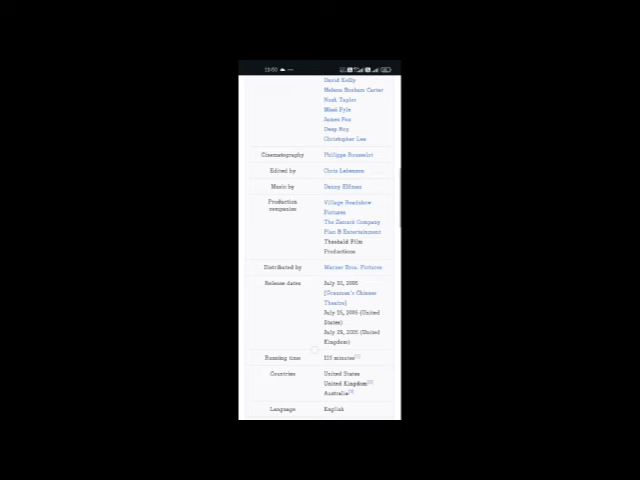 David Kelly
Helena Bonham Carter
Noah Taylor
Missi Pyle
James Fox
Deep Roy
Christopher Lee
Cinematography Philippe Rousselot
Edited by Chris Lebenzon
Music by Danny Elfman
Production companies Village Roadshow
Pictures
The Zanuck Company
Plan B Entertainment
Theobald Film
Productions
Distributed by Warner Bros. Pictures
Release dates July 10, 2005
(Grauman's Chinese
Theatre)
July 15, 2005 (United
States)
July 29, 2005 (United
Kingdom)
Running time 115 minutes
Countries United States
United Kingdom
Australia
Language English